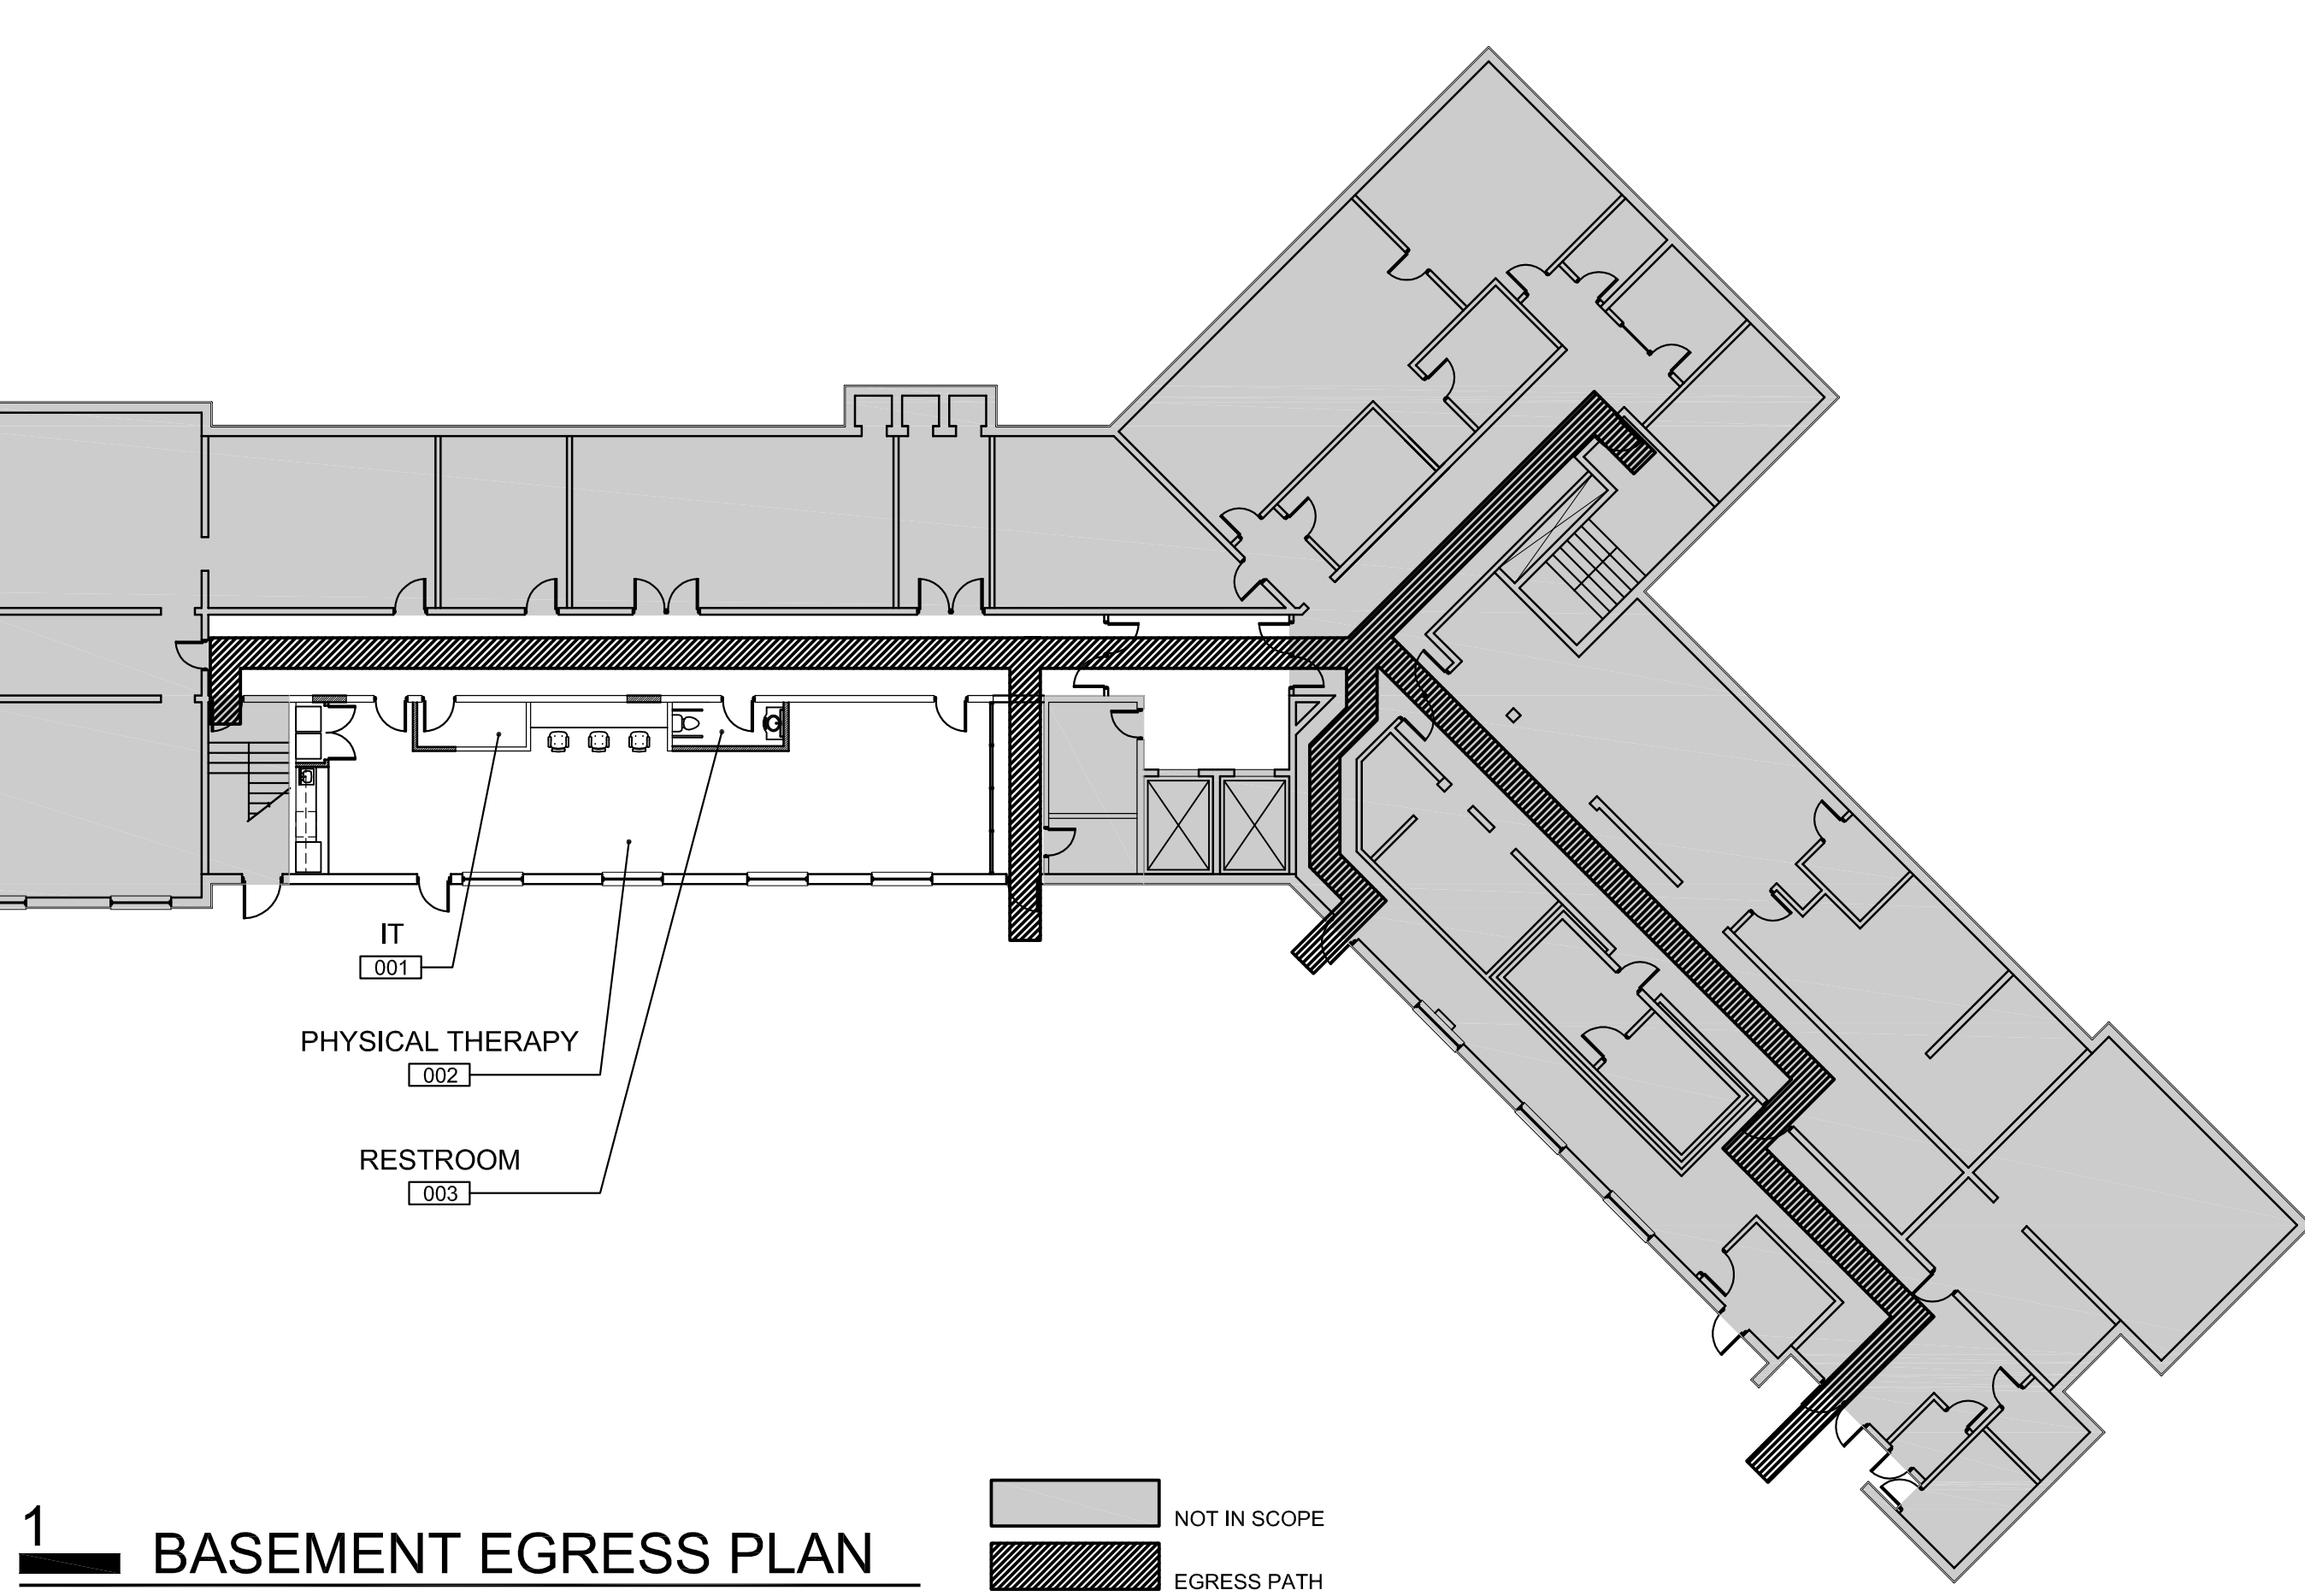 IT
001
PHYSICAL THERAPY
002
RESTROOM
003
1
BASEMENT EGRESS PLAN
NOT IN SCOPE
EGRESS PATH